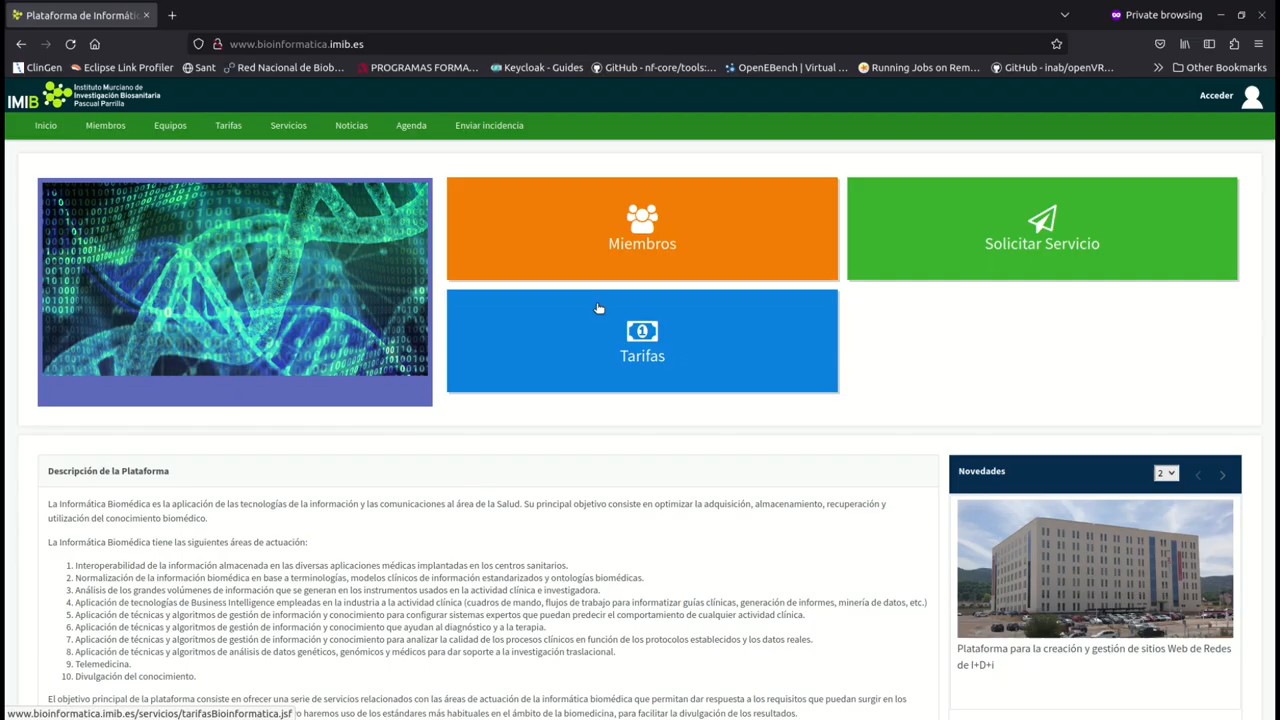 Plataforma de Informátic
Private browsing
www.bioinformatica.imib.es
ClinGen
Eclipse Link Profiler
Sant
Red Nacional de Biob...
PROGRAMAS FORMA...
Keycloak - Guides
GitHub - nf-core/tools:...
OpenEBench | Virtual ...
Running Jobs on Rem...
GitHub - inab/openVR...
Other Bookmarks
IMIB
Instituto Murciano de
Investigación Biosanitaria
Pascual Parrilla
Acceder
Inicio
Miembros
Equipos
Tarifas
Servicios
Noticias
Agenda
Enviar incidencia
Miembros
Solicitar Servicio
Tarifas
Descripción de la Plataforma
La Informática Biomédica es la aplicación de las tecnologías de la información y las comunicaciones al área de la Salud. Su principal objetivo consiste en optimizar la adquisición, almacenamiento, recuperación y
utilización del conocimiento biomédico.
La Informática Biomédica tiene las siguientes áreas de actuación:
1. Interoperabilidad de la información almacenada en las diversas aplicaciones médicas implantadas en los centros sanitarios.
2. Normalización de la información biomédica en base a terminologías, modelos clínicos de información estandarizados y ontologías biomédicas.
3. Análisis de los grandes volúmenes de información que se generan en los instrumentos usados en la actividad clínica e investigadora.
4. Aplicación de tecnologías de Business Intelligence empleadas en la industria a la actividad clínica (cuadros de mando, flujos de trabajo para informatizar guías clínicas, generación de informes, minería de datos, etc.)
5. Aplicación de técnicas y algoritmos de gestión de información y conocimiento para configurar sistemas expertos que puedan predecir el comportamiento de cualquier actividad clínica.
6. Aplicación de técnicas y algoritmos de gestión de información y conocimiento que ayudan al diagnóstico y a la terapia.
7. Aplicación de técnicas y algoritmos de gestión de información y conocimiento para analizar la calidad de los procesos clínicos en función de los protocolos establecidos y los datos reales.
8. Aplicación de técnicas y algoritmos de análisis de datos genéticos, genómicos y médicos para dar soporte a la investigación traslacional.
9. Telemedicina.
10. Divulgación del conocimiento.
El objetivo principal de la plataforma consiste en ofrecer una serie de servicios relacionados con las áreas de actuación de la informática biomédica que permitan dar respuesta a los requisitos que puedan surgir en los
o haremos uso de los estándares más habituales en el ámbito de la biomedicina, para facilitar la divulgación de los resultados.
Novedades
2
Plataforma para la creación y gestión de sitios Web de Redes
de I+D+i
www.bioinformatica.imib.es/servicios/tarifasBioinformatica.jsf